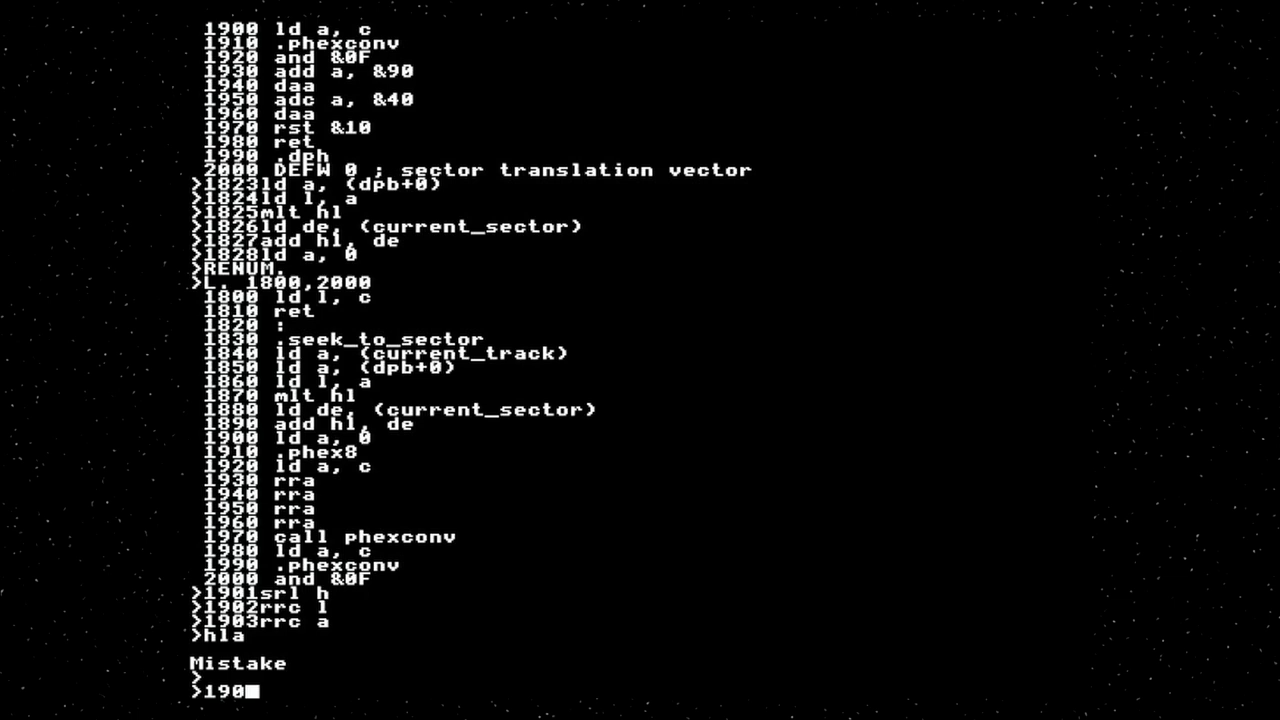 1900 ld a, c
1910 .phexconv
1920 and &0F
1930 add a, &90
1940 daa
1950 adc a, &40
1960 daa
1970 rst &10
1980 ret
1990 .dph
2000 DEFW 0 ; sector translation vector
>1823ld a, (dpb+0)
>1824ld l, a
>1825mlt hl
>1826ld de, (current_sector)
>1827add hl, de
>1828ld a, 0
>RENUM.
>L. 1800,2000
1800 ld l, c
1810 ret
1820 :
1830 .seek_to_sector
1840 ld a, (current_track)
1850 ld a, (dpb+0)
1860 ld l, a
1870 mlt hl
1880 ld de, (current_sector)
1890 add hl, de
1900 ld a, 0
1910 .phex8
1920 ld a, c
1930 rra
1940 rra
1950 rra
1960 rra
1970 call phexconv
1980 ld a, c
1990 .phexconv
2000 and &0F
>1901srl h
>1902rrc l
>1903rrc a
>hla
Mistake
>
>190